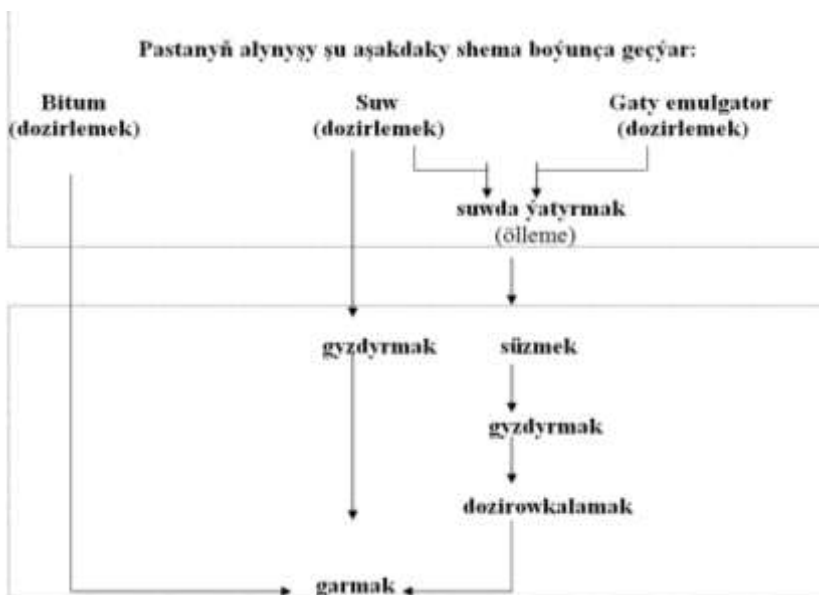 Pastanyň alynyşy şu aşakdaky shema boýunça geçýar:
Bitum Suw Gaty emulgator
(dozirlemek) (dozirlemek) (dozirlemek)
suwda ýatyrmak
(ölleme)
gyzdyrmak süzmek
gyzdyrmak
dozirowkalamak
garmak